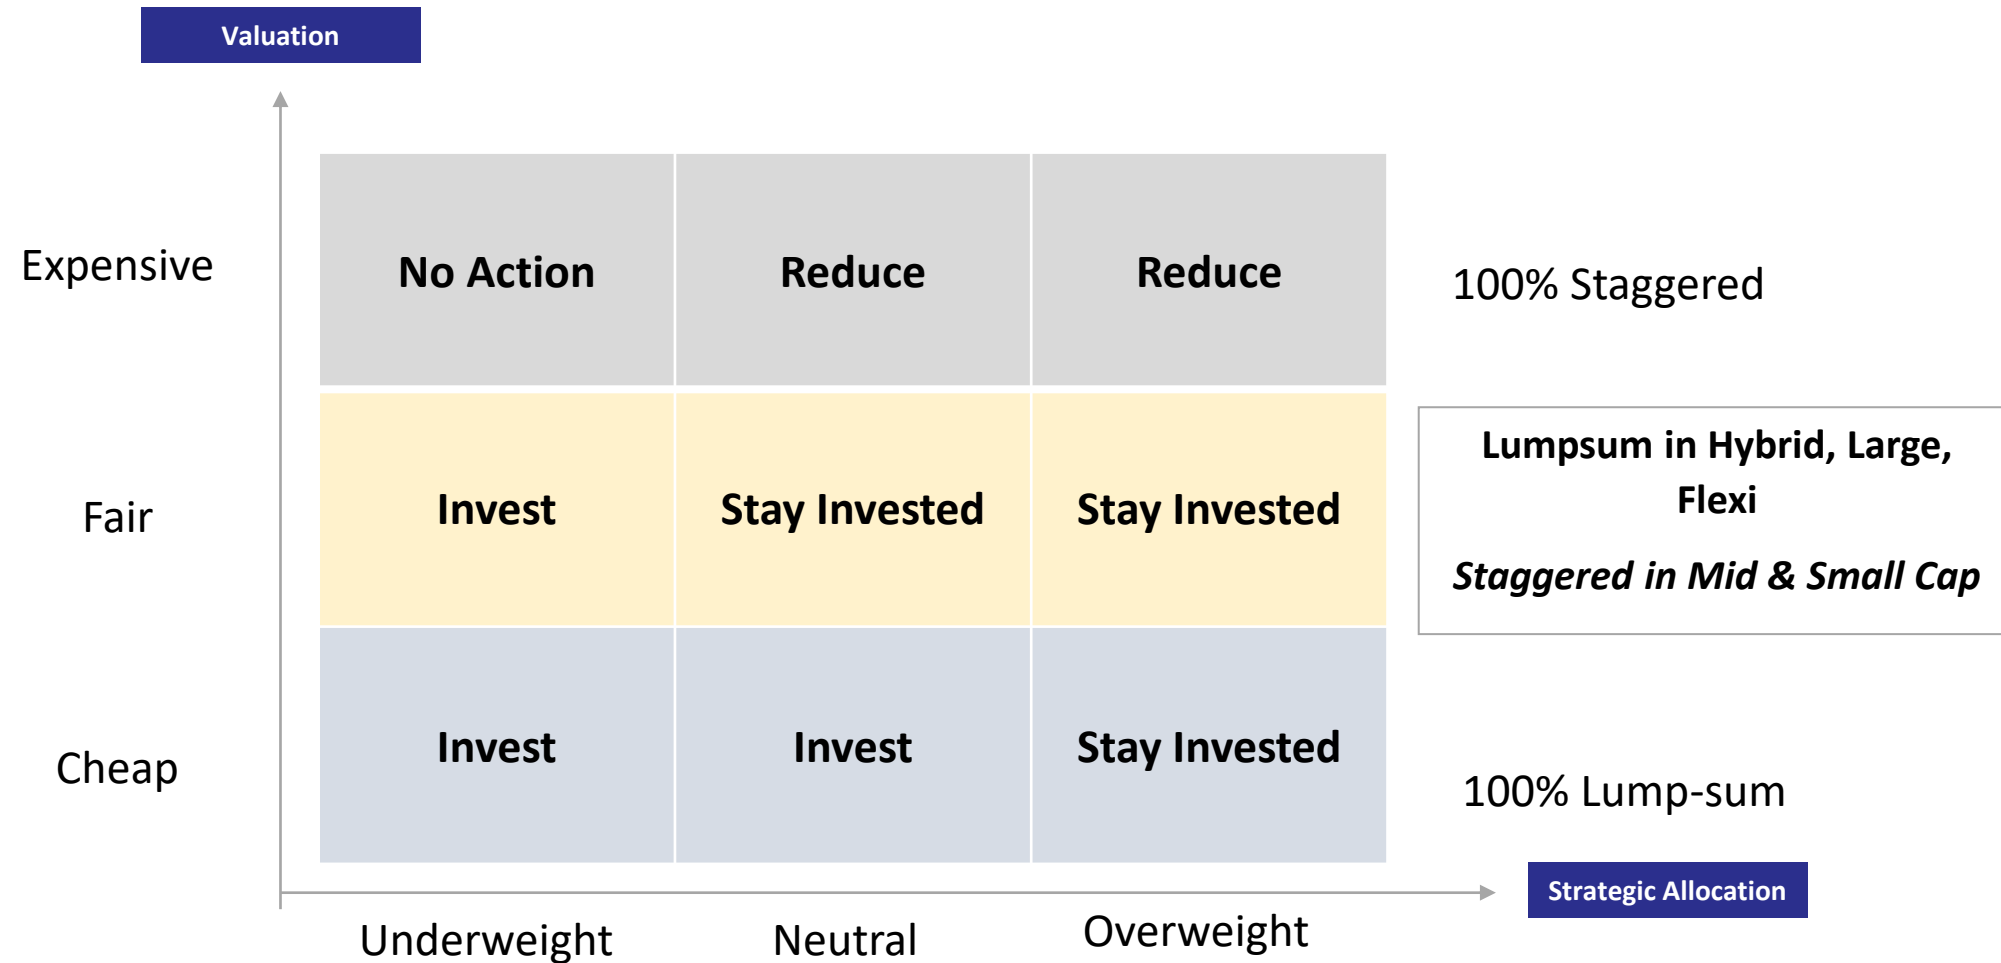 Valuation
Expensive
No Action
Reduce
Reduce
100% Staggered
Fair
Invest
Stay Invested
Stay Invested
Lumpsum in Hybrid, Large,
Flexi
Staggered in Mid & Small Cap
Cheap
Invest
Invest
Stay Invested
100% Lump-sum
Strategic Allocation
Underweight
Neutral
Overweight